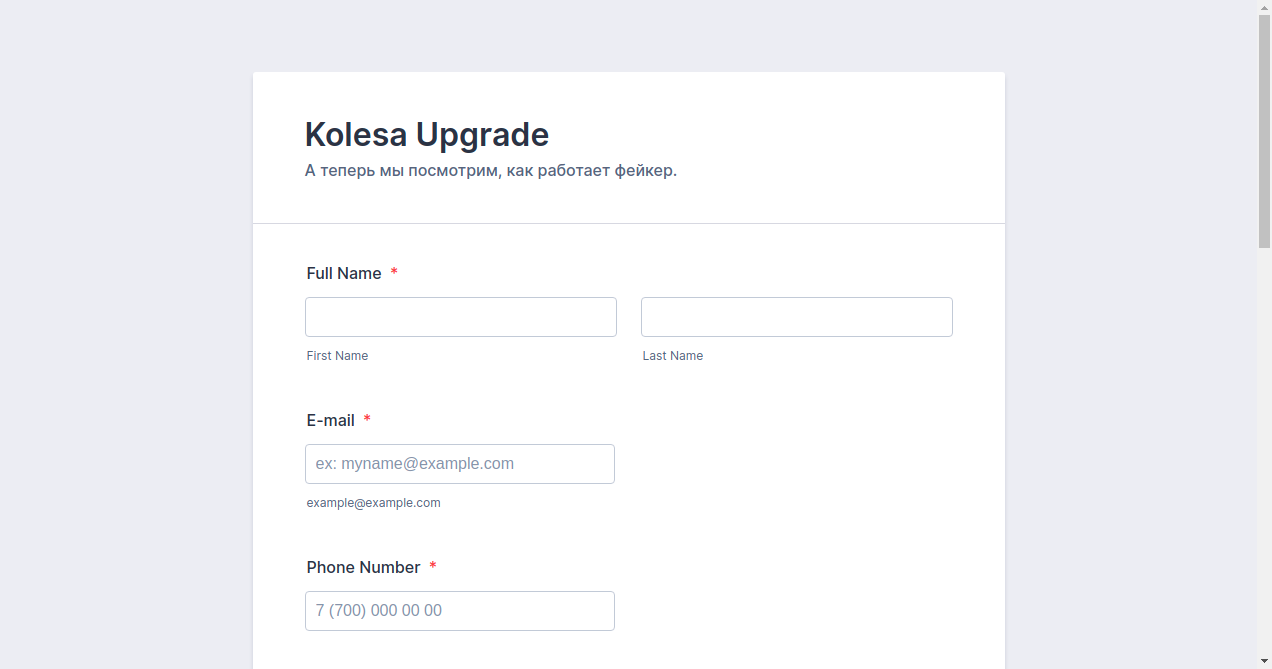 Kolesa Upgrade
А теперь мы посмотрим, как работает фейкер.
Full Name *
First Name
Last Name
E-mail *
ex: myname@example.com
example@example.com
Phone Number *
7 (700) 000 00 00